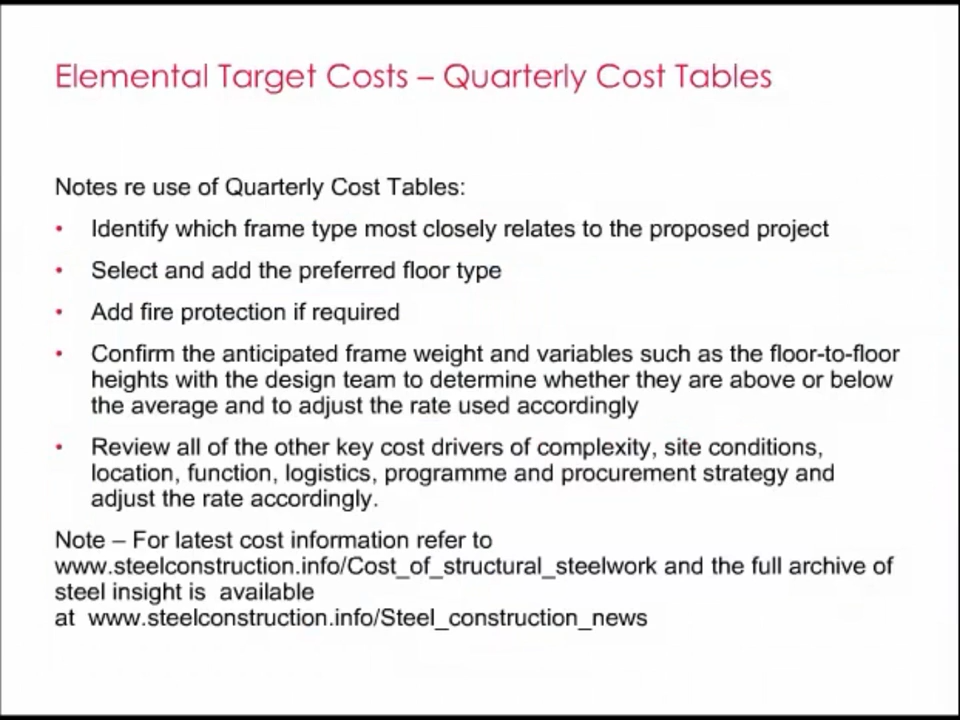 Elemental Target Costs – Quarterly Cost Tables
Notes re use of Quarterly Cost Tables:
• Identify which frame type most closely relates to the proposed project
• Select and add the preferred floor type
• Add fire protection if required
• Confirm the anticipated frame weight and variables such as the floor-to-floor
heights with the design team to determine whether they are above or below
the average and to adjust the rate used accordingly
• Review all of the other key cost drivers of complexity, site conditions,
location, function, logistics, programme and procurement strategy and
adjust the rate accordingly.
Note – For latest cost information refer to
www.steelconstruction.info/Cost_of_structural_steelwork and the full archive of
steel insight is available
at www.steelconstruction.info/Steel_construction_news